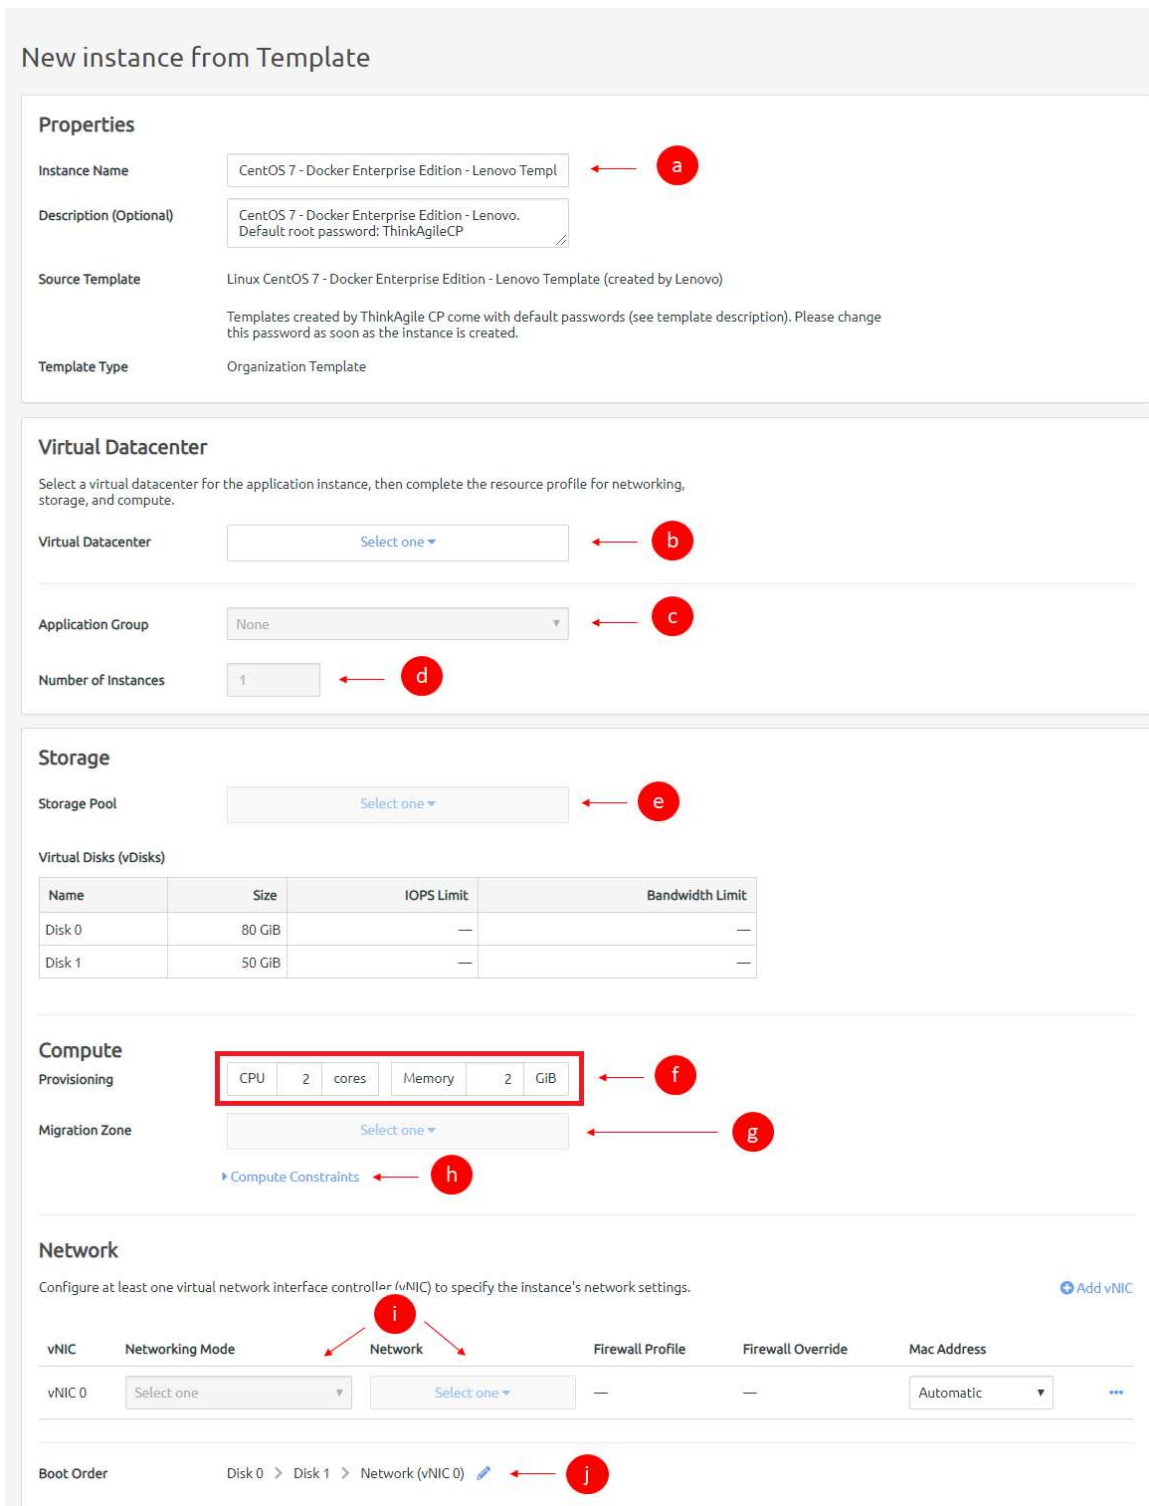 New instance from Template
Properties
Instance Name
CentOS 7 - Docker Enterprise Edition - Lenovo Templ
a
Description (Optional)
CentOS 7 - Docker Enterprise Edition - Lenovo.
Default root password: ThinkAgileCP
Source Template
Linux CentOS 7 - Docker Enterprise Edition - Lenovo Template (created by Lenovo)
Templates created by ThinkAgile CP come with default passwords (see template description). Please change
this password as soon as the instance is created.
Template Type
Organization Template
Virtual Datacenter
Select a virtual datacenter for the application instance, then complete the resource profile for networking,
storage, and compute.
Virtual Datacenter
Select one
b
Application Group
None
c
Number of Instances
1
d
Storage
Storage Pool
Select one
e
Virtual Disks (vDisks)
Name Size IOPS Limit Bandwidth Limit
Disk 0 80 GiB — —
Disk 1 50 GiB — —
Compute
Provisioning
CPU 2 cores Memory 2 GiB
f
Migration Zone
Select one
g
Compute Constraints
h
Network
Configure at least one virtual network interface controller (vNIC) to specify the instance's network settings.
Add vNIC
i
vNIC Networking Mode Network Firewall Profile Firewall Override Mac Address
vNIC 0 Select one Select one — — Automatic •••
Boot Order
Disk 0 > Disk 1 > Network (vNIC 0)
j